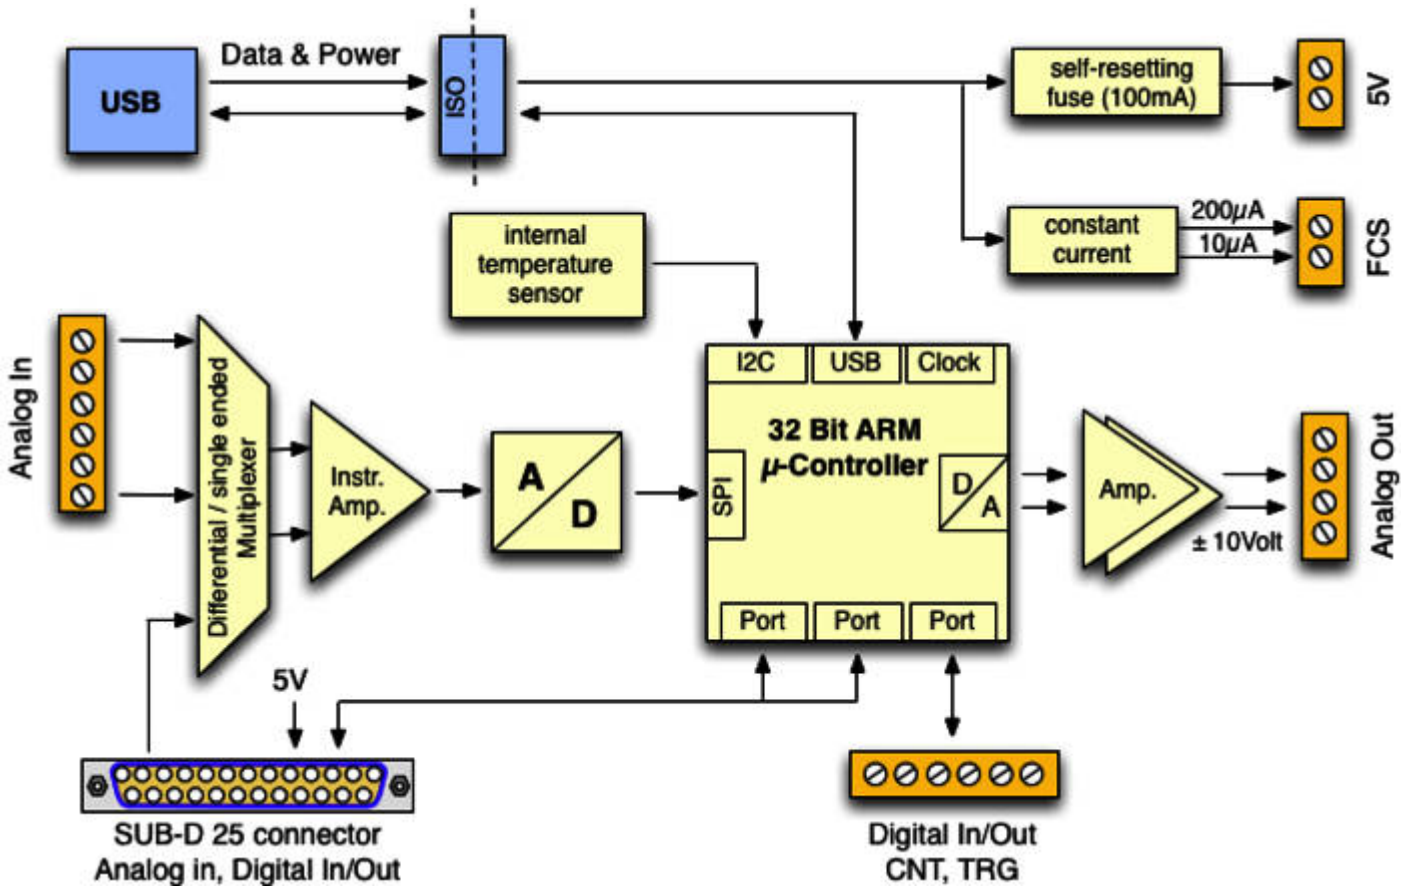 Data & Power
USB
ISO
self-resetting
fuse (100mA)
5V
internal
temperature
sensor
constant
current
200µA
10µA
FCS
Analog In
Differential / single ended
Multiplexer
Instr.
Amp.
A
D
I2C
USB
Clock
32 Bit ARM
µ-Controller
SPI
D
A
Amp.
± 10Volt
Analog Out
Port
Port
Port
5V
SUB-D 25 connector
Analog in, Digital In/Out
Digital In/Out
CNT, TRG